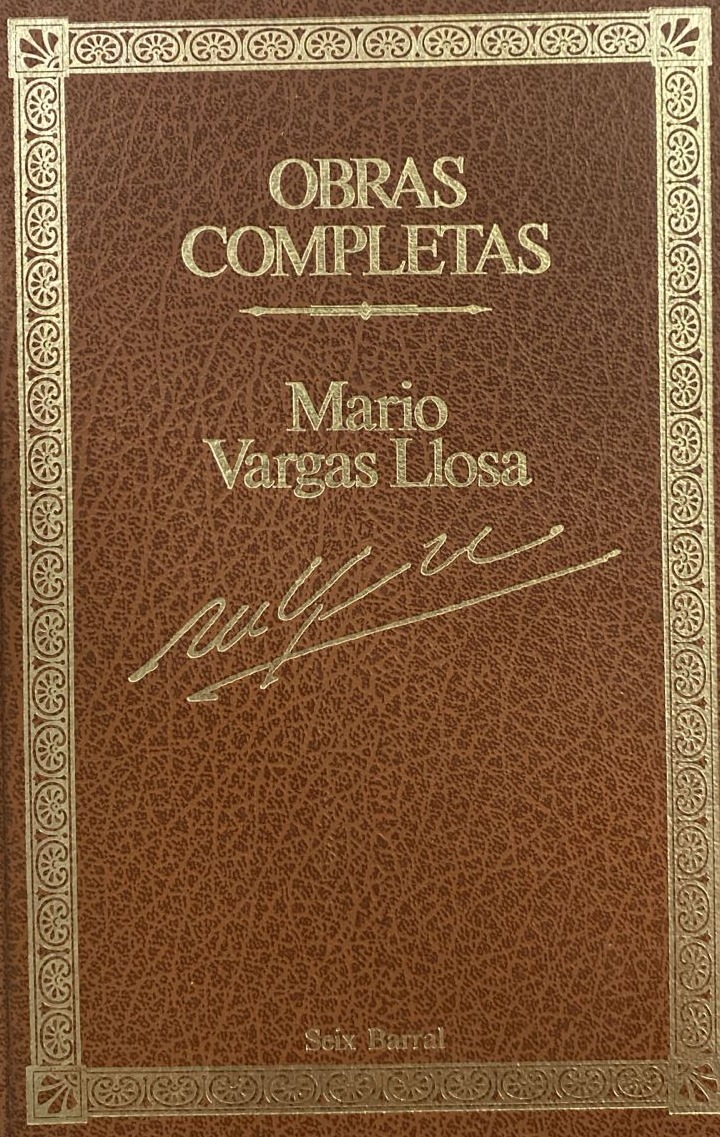 OBRAS
COMPLETAS
Mario
Vargas Llosa
Seix Barral